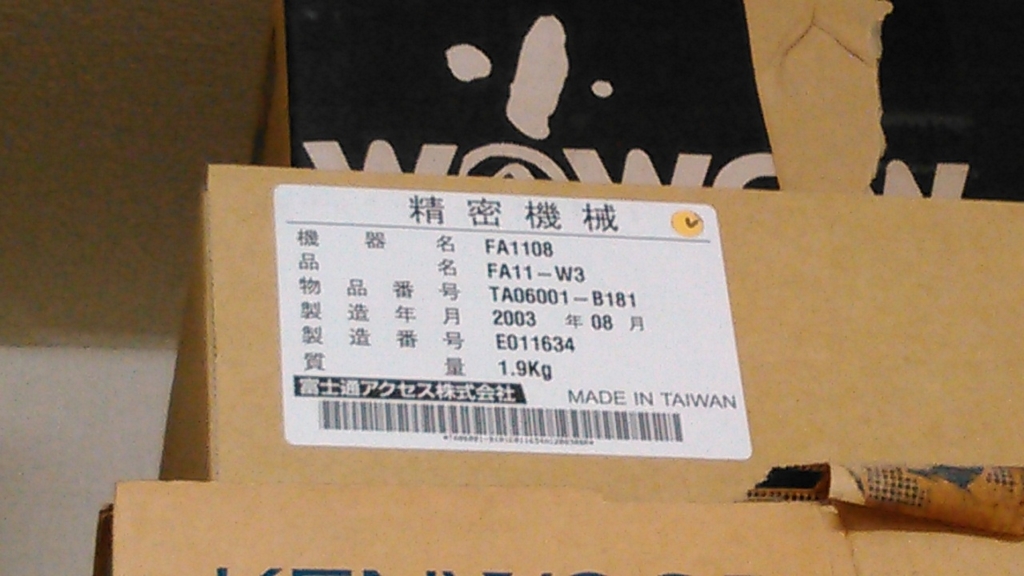 精密機械
機器名 FA1108
品名 FA11-W3
物品番号 TA06001-B181
製造年月 2003 年 08 月
製造番号 E011634
質量 1.9Kg
富士通アクセス株式会社 MADE IN TAIWAN